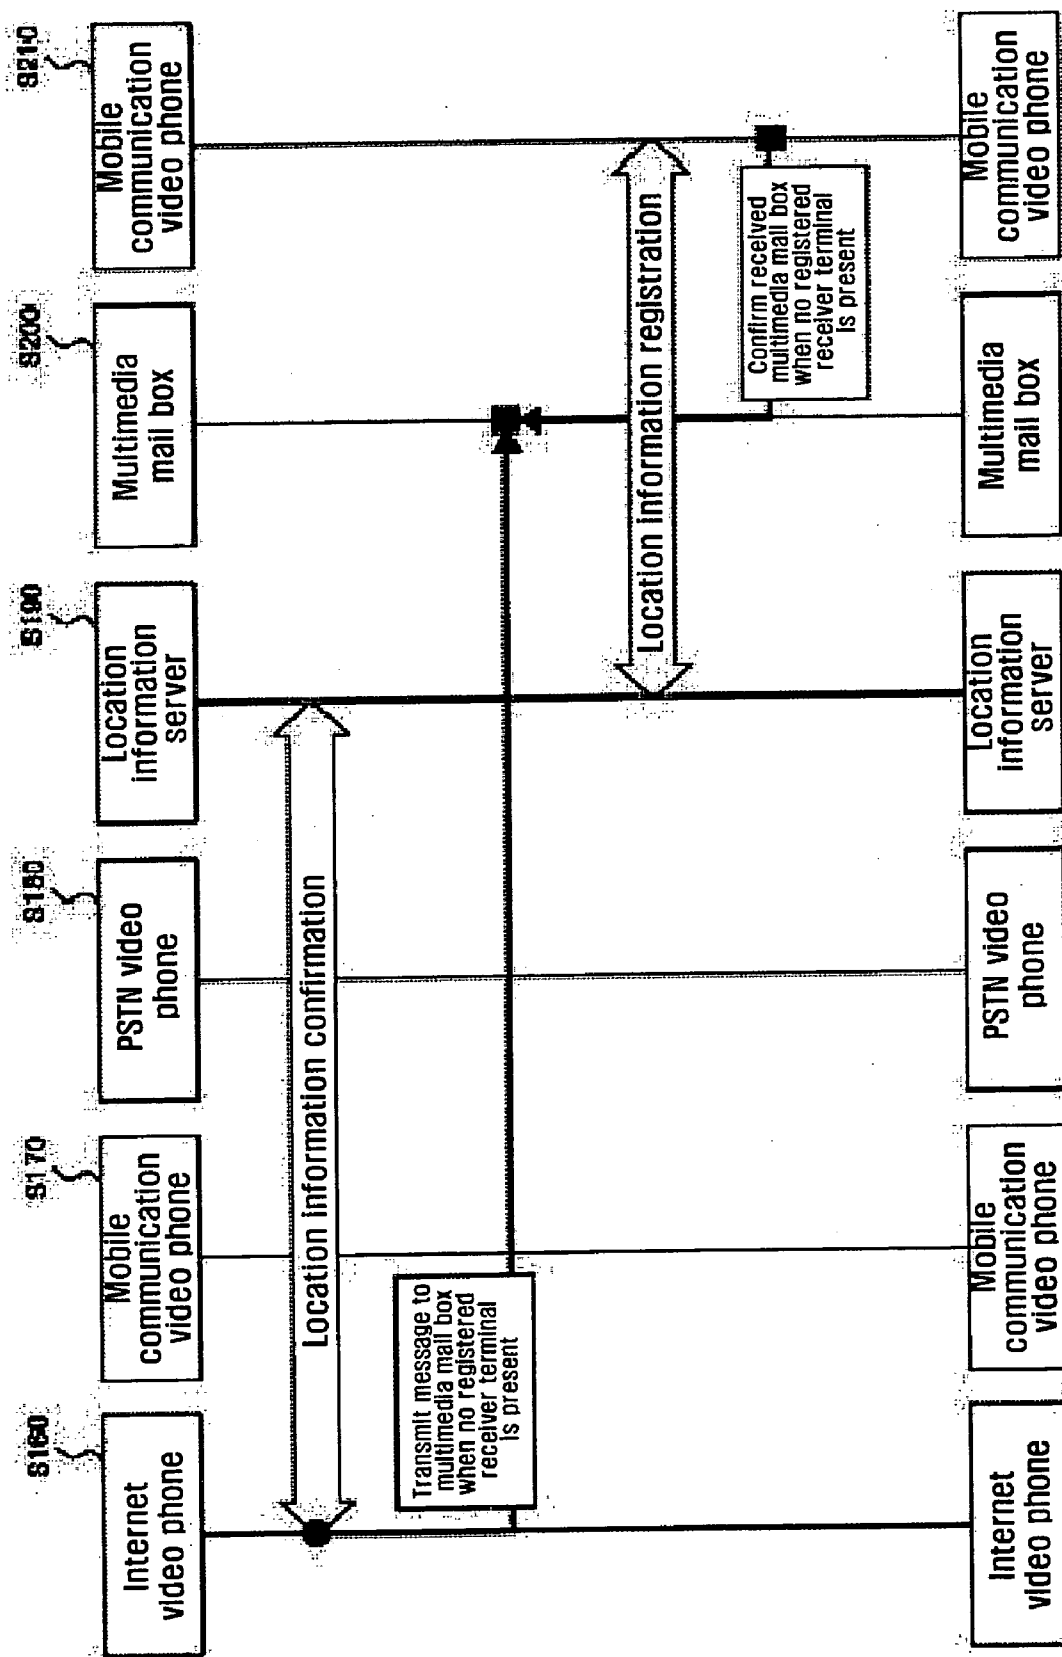 S160
S170
S180
S190
S200
S210
Internet
video phone
Mobile
communication
video phone
PSTN video
phone
Location
information
server
Multimedia
mail box
Mobile
communication
video phone
Location information confirmation
Transmit message to
multimedia mail box
when no registered
receiver terminal
is present
Location information registration
Confirm received
multimedia mail box
when no registered
receiver terminal
is present
Internet
video phone
Mobile
communication
video phone
PSTN video
phone
Location
information
server
Multimedia
mail box
Mobile
communication
video phone